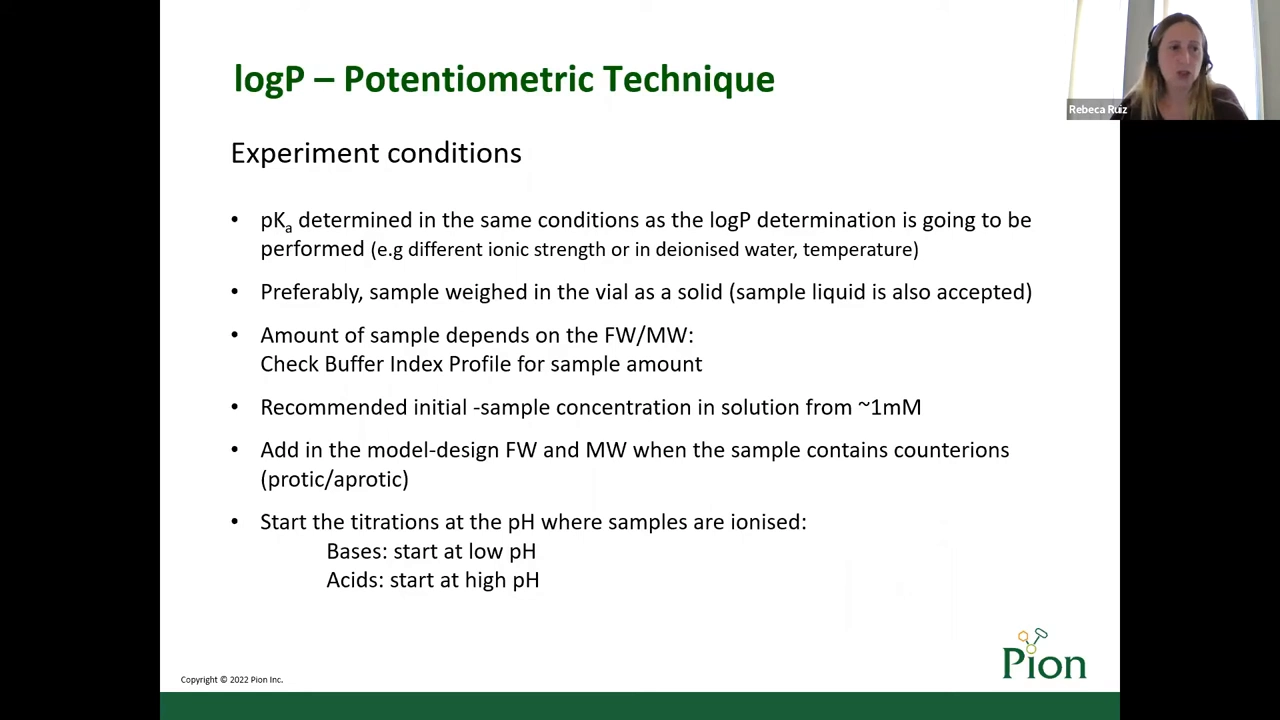 logP – Potentiometric Technique
Rebeca Ruiz
Experiment conditions
• pKa determined in the same conditions as the logP determination is going to be
performed (e.g different ionic strength or in deionised water, temperature)
• Preferably, sample weighed in the vial as a solid (sample liquid is also accepted)
• Amount of sample depends on the FW/MW:
Check Buffer Index Profile for sample amount
• Recommended initial -sample concentration in solution from ~1mM
• Add in the model-design FW and MW when the sample contains counterions
(protic/aprotic)
• Start the titrations at the pH where samples are ionised:
Bases: start at low pH
Acids: start at high pH
Pion
Copyright © 2022 Pion Inc.